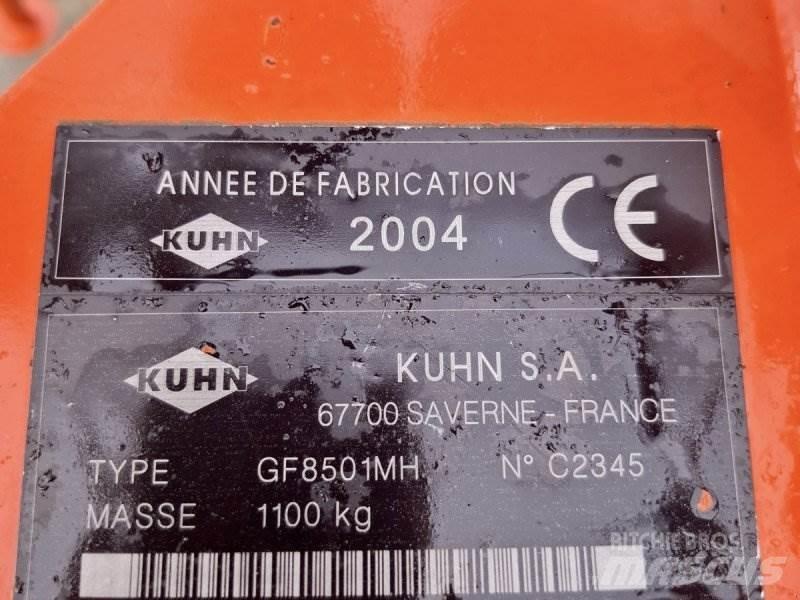 ANNEE DE FABRICATION
KUHN 2004 CE
KUHN KUHN S.A.
67700 SAVERNE - FRANCE
TYPE GF8501MH N° C2345
MASSE 1100 kg
RITCHIE BROS
MASCUS